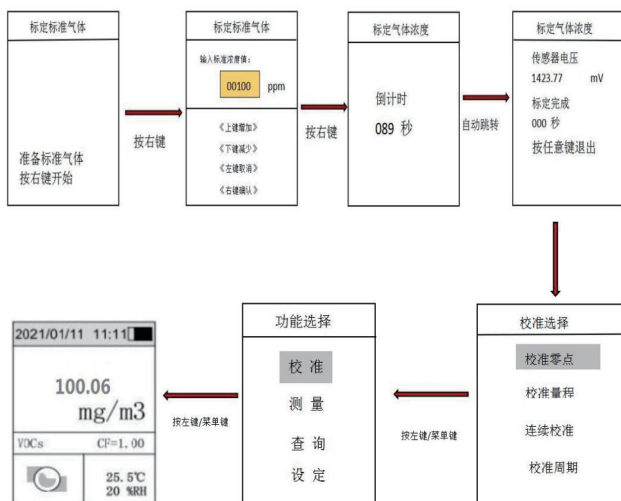 标定标准气体
准备标准气体
按右键开始
按右键
标定标准气体
输入标准浓度值：
00100 ppm
《上键增加》
《下键减少》
《左键取消》
《右键确认》
按右键
标定气体浓度
倒计时
089 秒
自动跳转
标定气体浓度
传感器电压
1423.77 mV
标定完成
000 秒
按任意键退出
校准选择
校准零点
校准量程
连续校准
校准周期
按左键/菜单键
功能选择
校 准
测 量
查 询
设 定
按左键/菜单键
2021/01/11 11:11
100.06
mg/m3
VOCs CF=1.00
25.5℃
20 %RH